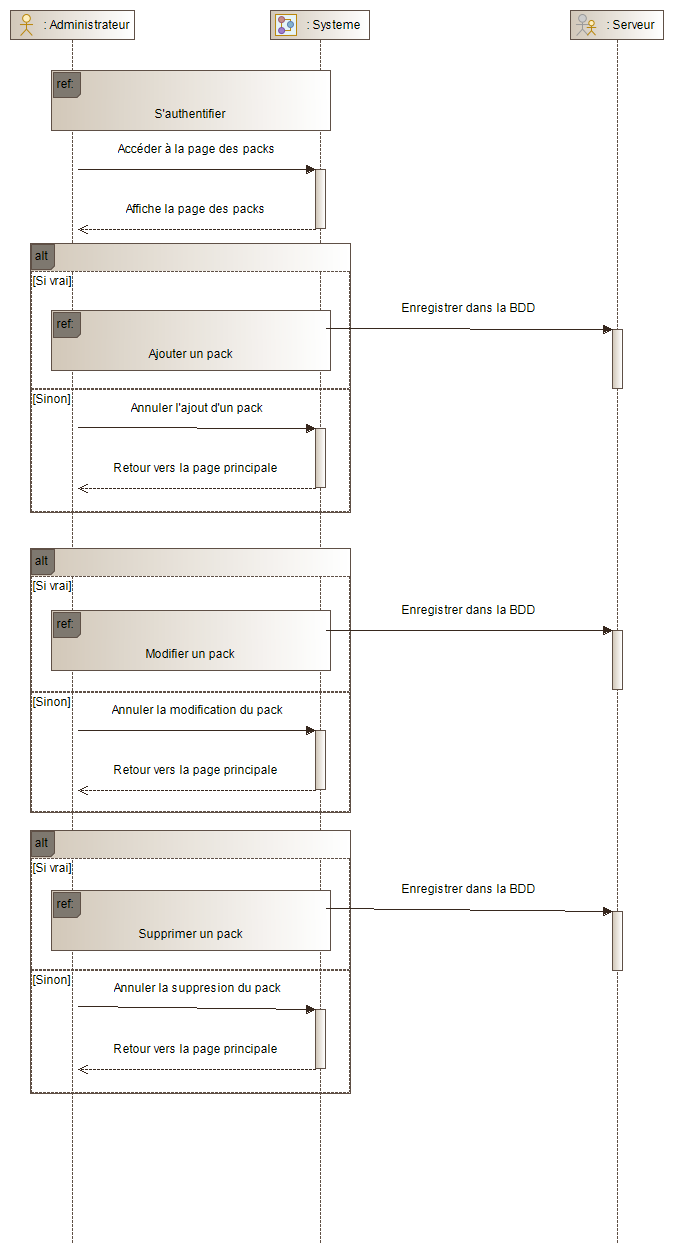 : Administrateur
: Systeme
: Serveur
ref:
S'authentifier
Accéder à la page des packs
Affiche la page des packs
alt
[Si vrai]
Enregistrer dans la BDD
ref:
Ajouter un pack
[Sinon]
Annuler l'ajout d'un pack
Retour vers la page principale
alt
[Si vrai]
Enregistrer dans la BDD
ref:
Modifier un pack
[Sinon]
Annuler la modification du pack
Retour vers la page principale
alt
[Si vrai]
Enregistrer dans la BDD
ref:
Supprimer un pack
[Sinon]
Annuler la suppresion du pack
Retour vers la page principale